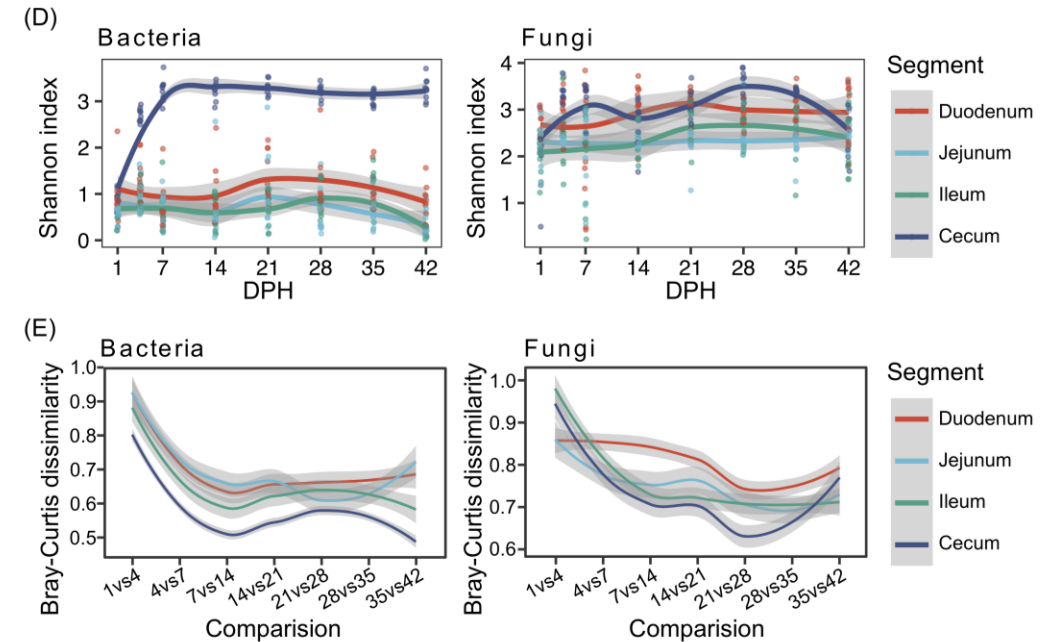 (D)
Bacteria
Shannon index
3
2
1
0
1 7 14 21 28 35 42
DPH
Fungi
Shannon index
4
3
2
1
1 7 14 21 28 35 42
DPH
Segment
Duodenum
Jejunum
Ileum
Cecum
(E)
Bacteria
Bray-Curtis dissimilarity
1.0
0.9
0.8
0.7
0.6
0.5
1vs4 4vs7 7vs14 14vs21 21vs28 28vs35 35vs42
Comparision
Fungi
Bray-Curtis dissimilarity
1.0
0.9
0.8
0.7
0.6
1vs4 4vs7 7vs14 14vs21 21vs28 28vs35 35vs42
Comparision
Segment
Duodenum
Jejunum
Ileum
Cecum